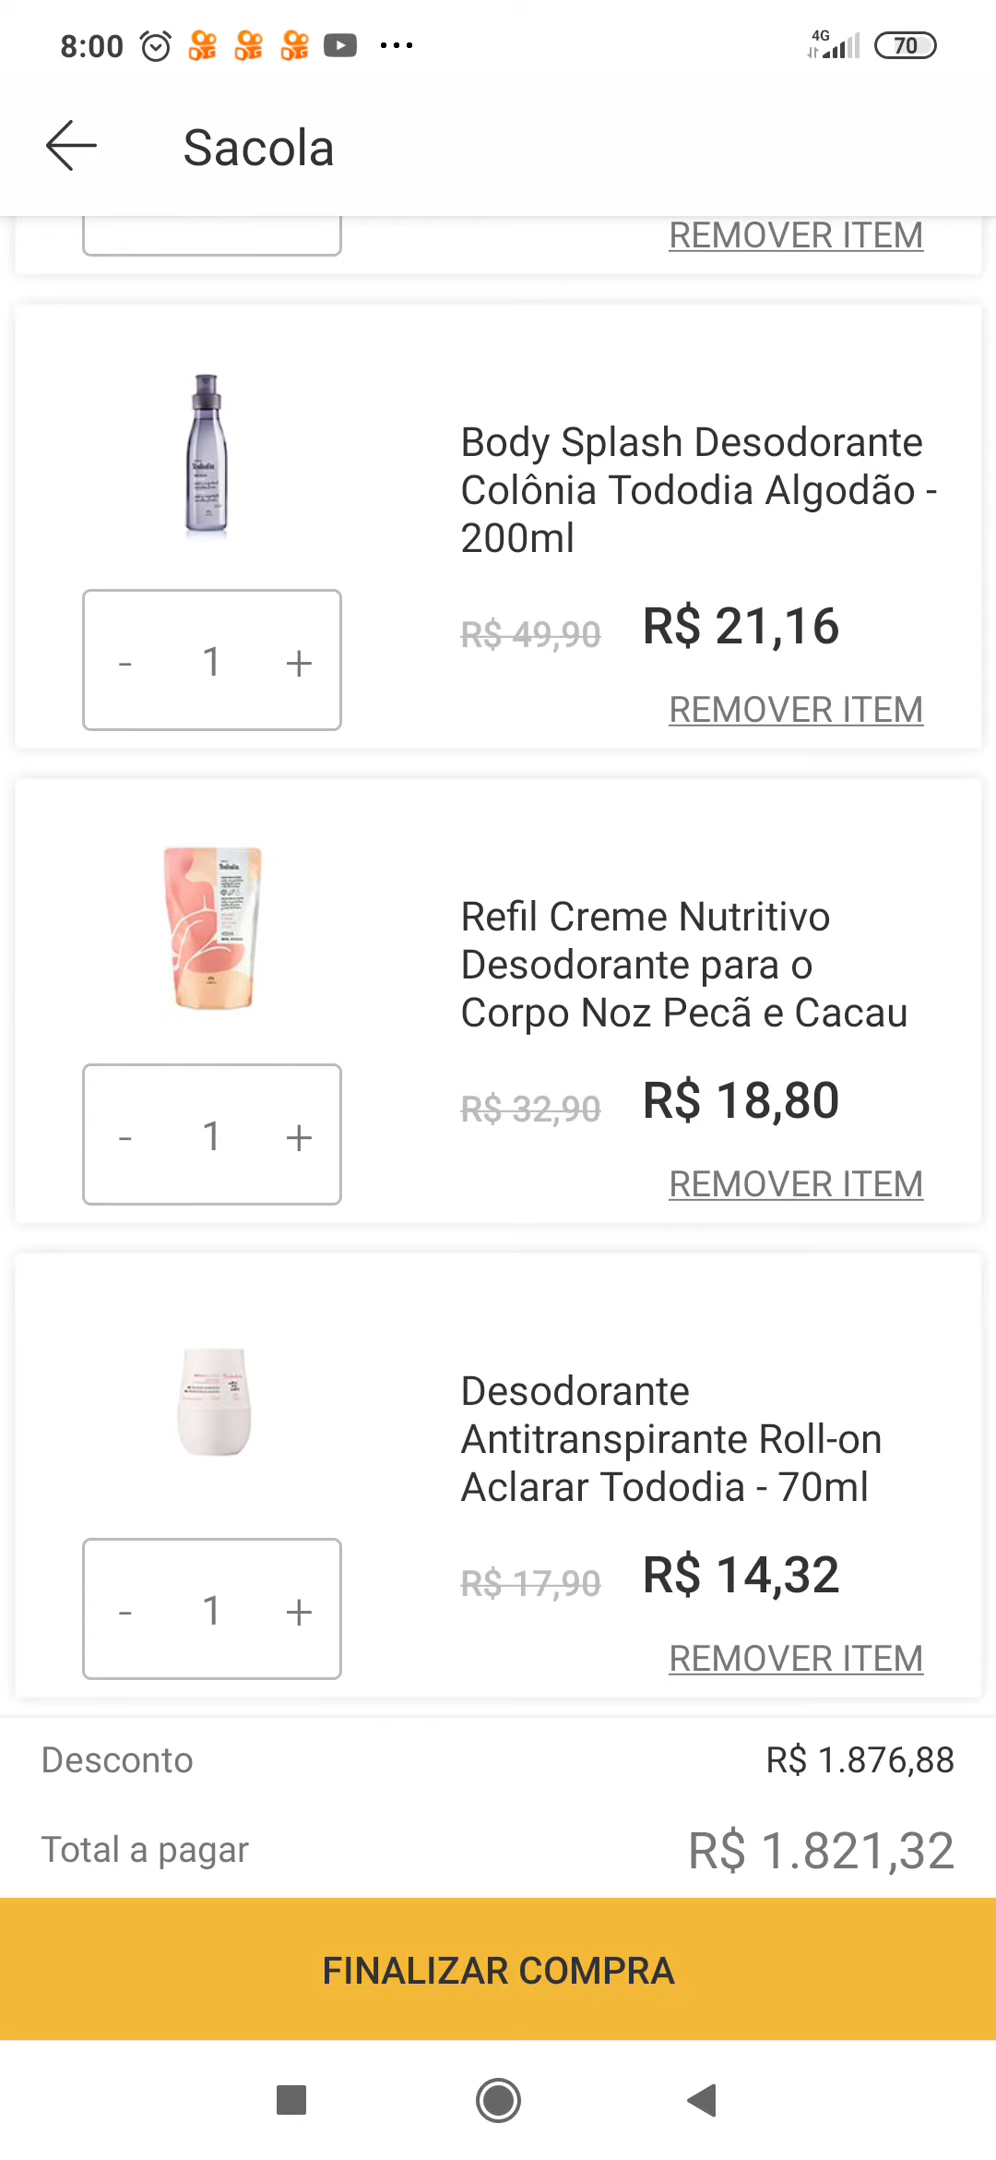 8:00
4G
70
Sacola
REMOVER ITEM
Tododia
Body Splash Desodorante
Colônia Tododia Algodão -
200ml
- 1 +
R$ 49,90 R$ 21,16
REMOVER ITEM
Tododia
Refil Creme Nutritivo
Desodorante para o
Corpo Noz Pecã e Cacau
- 1 +
R$ 32,90 R$ 18,80
REMOVER ITEM
Desodorante
Antitranspirante Roll-on
Aclarar Tododia - 70ml
- 1 +
R$ 17,90 R$ 14,32
REMOVER ITEM
Desconto R$ 1.876,88
Total a pagar R$ 1.821,32
FINALIZAR COMPRA